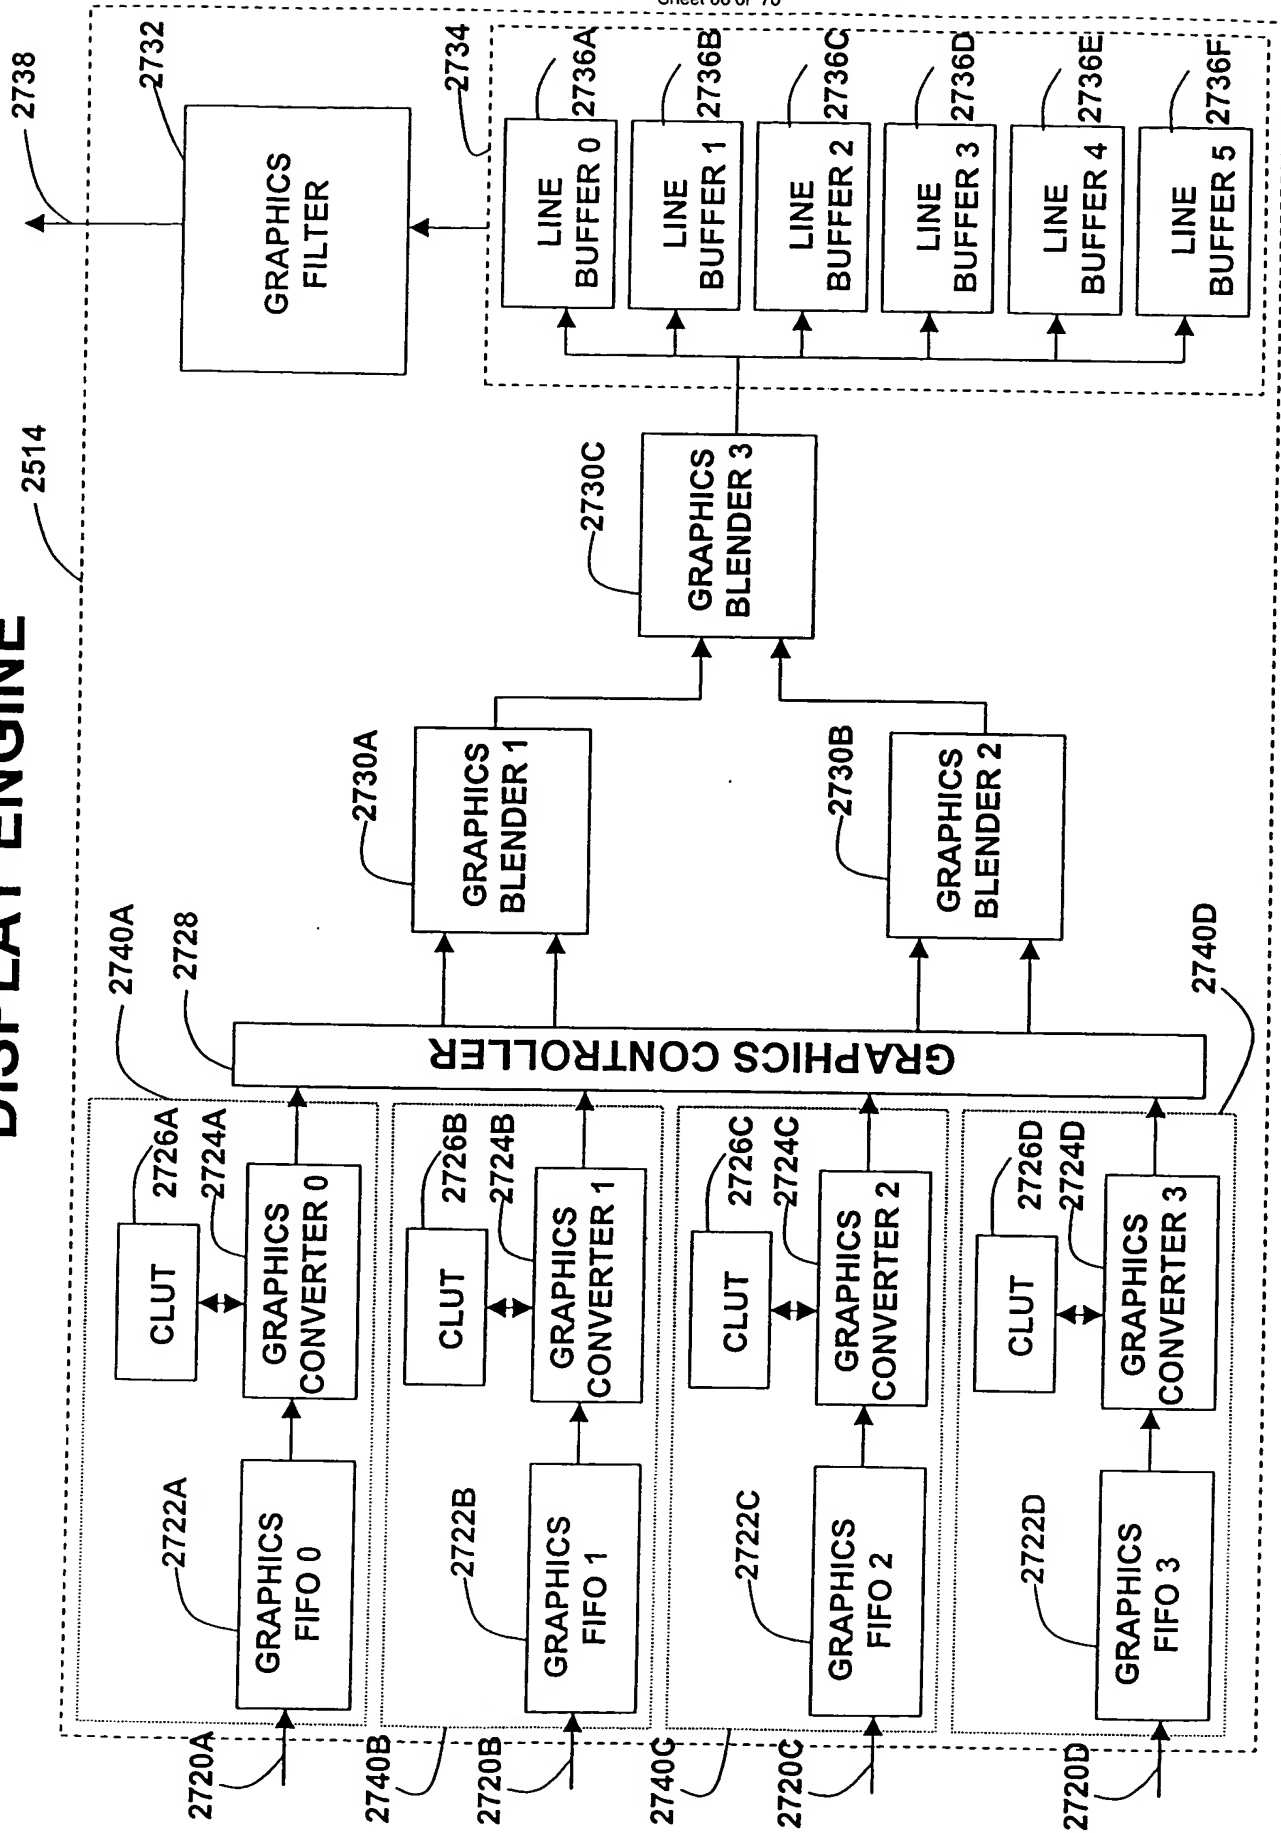 DISPLAY ENGINE
2514
2738
2732
GRAPHICS
FILTER
2734
2740A
2726A
CLUT
2724A
2722A
GRAPHICS
FIFO 0
GRAPHICS
CONVERTER 0
2720A
2740B
2726B
CLUT
2724B
2722B
GRAPHICS
FIFO 1
GRAPHICS
CONVERTER 1
2720B
2740C
2726C
CLUT
2724C
2722C
GRAPHICS
FIFO 2
GRAPHICS
CONVERTER 2
2720C
2740D
2726D
CLUT
2724D
2722D
GRAPHICS
FIFO 3
GRAPHICS
CONVERTER 3
2720D
2728
GRAPHICS CONTROLLER
2730A
GRAPHICS
BLENDER 1
2730B
GRAPHICS
BLENDER 2
2730C
GRAPHICS
BLENDER 3
LINE
BUFFER 0
2736A
LINE
BUFFER 1
2736B
LINE
BUFFER 2
2736C
LINE
BUFFER 3
2736D
LINE
BUFFER 4
2736E
LINE
BUFFER 5
2736F